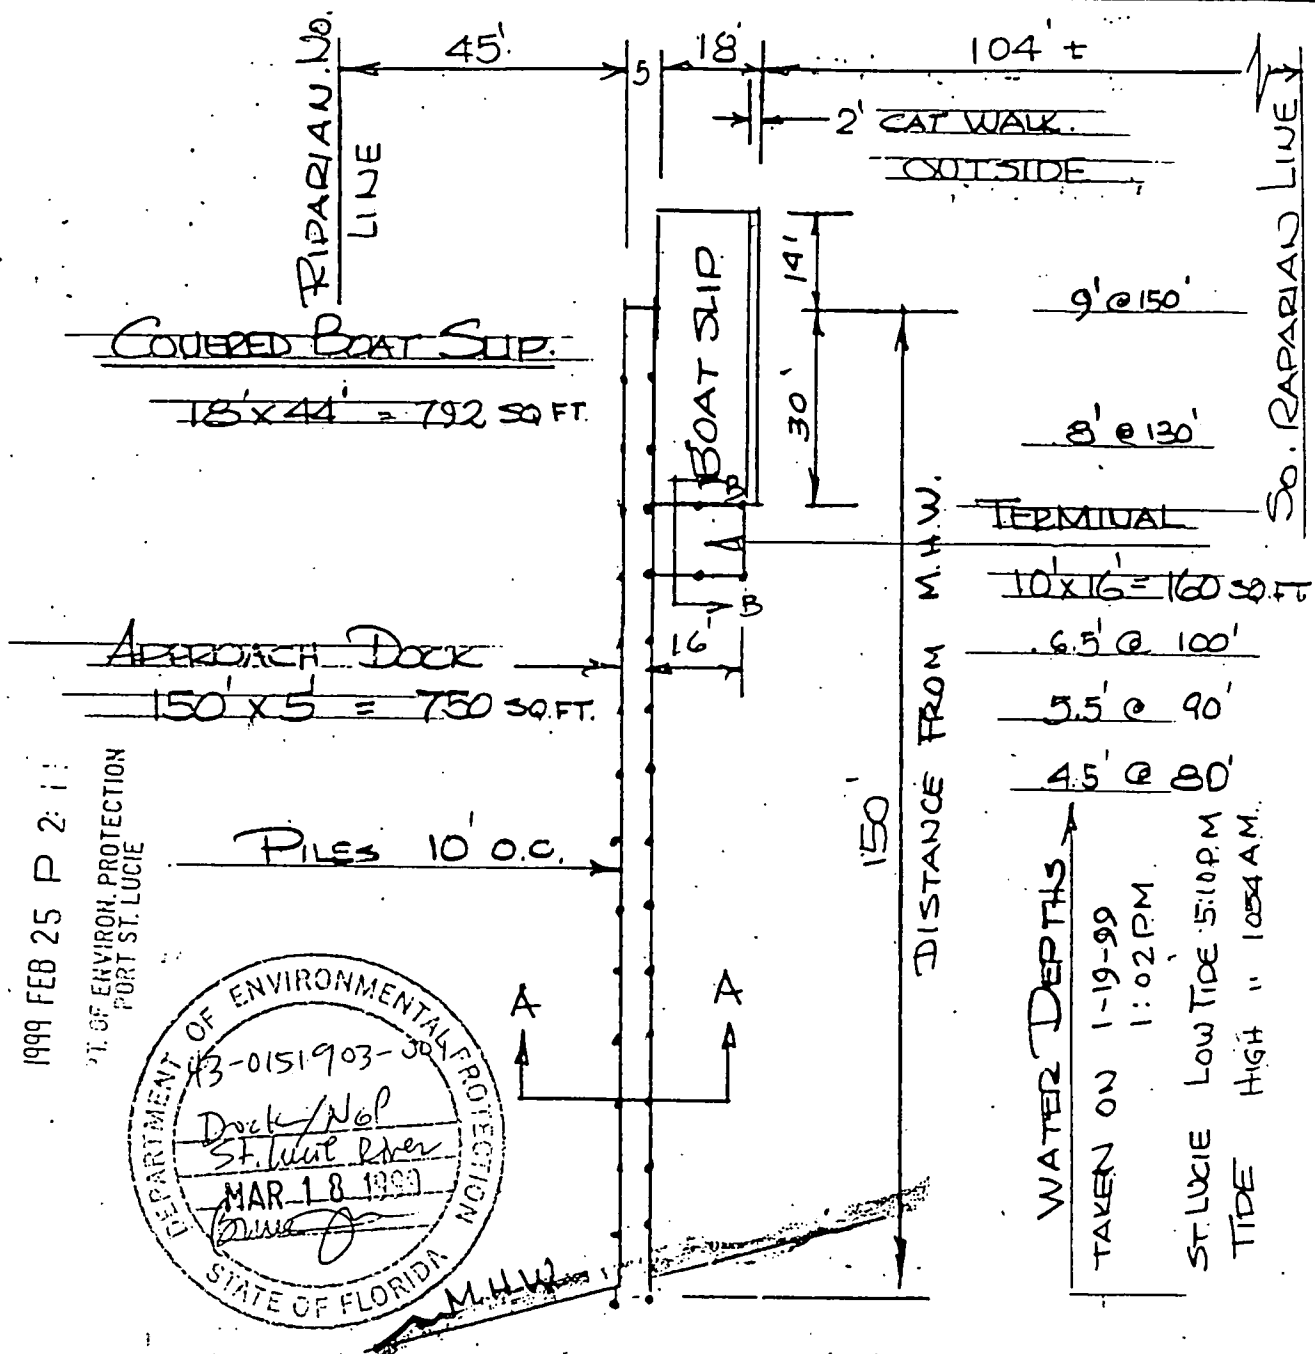 45'
5
18'
104' ±
RIPARIAN NO.
LINE
2' CAT WALK
OUTSIDE
SO. RAPARIAN LINE
BOAT SLIP
14'
30'
9' @ 150'
COVERED BOAT SLIP.
18' X 44' = 792 SQ FT.
8' @ 130'
B
TERMINAL
10' X 16' = 160 SQ.FT
B
16'
6.5' @ 100'
APPROACH DOCK
150' X 5' = 750 SQ.FT.
5.5' @ 90'
4.5' @ 80'
DISTANCE FROM M.H.W.
150'
PILES 10' O.C.
1999 FEB 25 P 2:
OF ENVIRON. PROTECTION
PORT ST. LUCIE
A
A
WATER DEPTHS
TAKEN ON 1-19-99
1:02 P.M
ST. LUCIE LOW TIDE 5:10 P.M
TIDE HIGH " 1054 A.M.
DEPARTMENT OF ENVIRONMENTAL PROTECTION
43-0151903-001
Dock/NGP
St. Lucie River
MAR 18 1999
STATE OF FLORIDA
M.H.W.